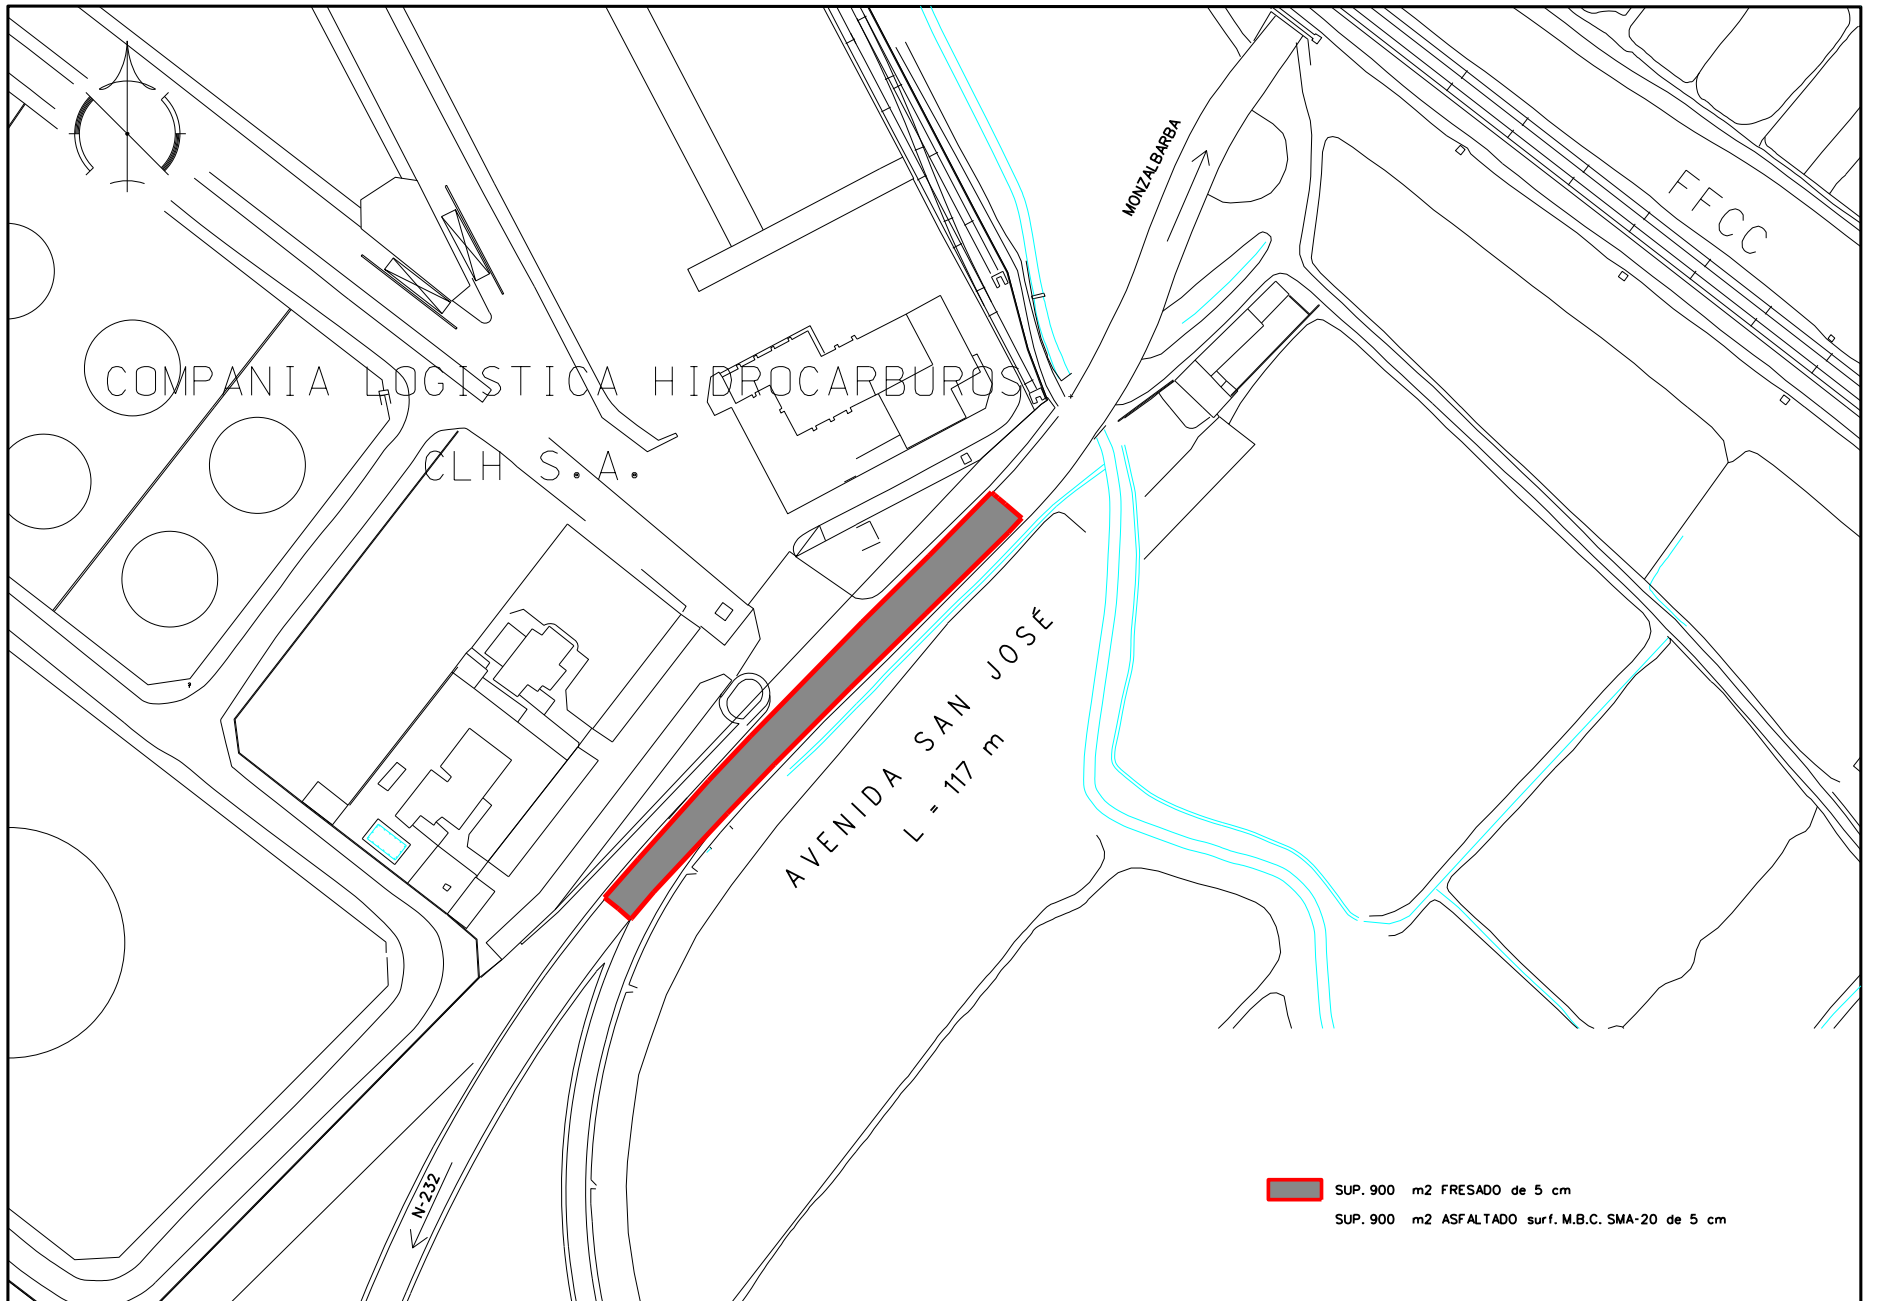 MONZALBARBA
FFCC
COMPANIA LOGISTICA HIDROCARBUROS
CLH S.A.
AVENIDA SAN JOSÉ
L = 117 m
N-232
SUP. 900 m2 FRESADO de 5 cm
SUP. 900 m2 ASFALTADO surf. M.B.C. SMA-20 de 5 cm